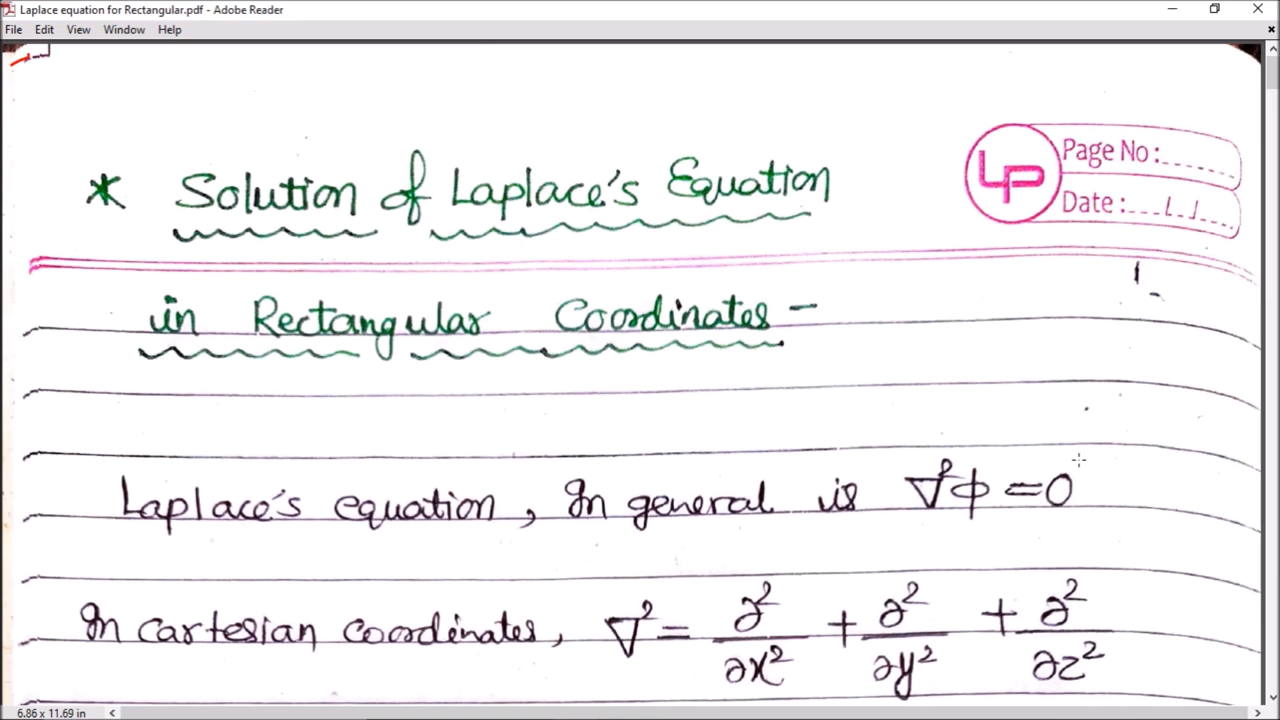 Laplace equation for Rectangular.pdf - Adobe Reader
File Edit View Window Help
* Solution of Laplace's Equation
LP
Page No :
Date :
in Rectangular Coordinates -
Laplace's equation, In general is ∇²ϕ = 0
In cartesian coordinates, ∇² = ∂²/∂x² + ∂²/∂y² + ∂²/∂z²
6.86 x 11.69 in